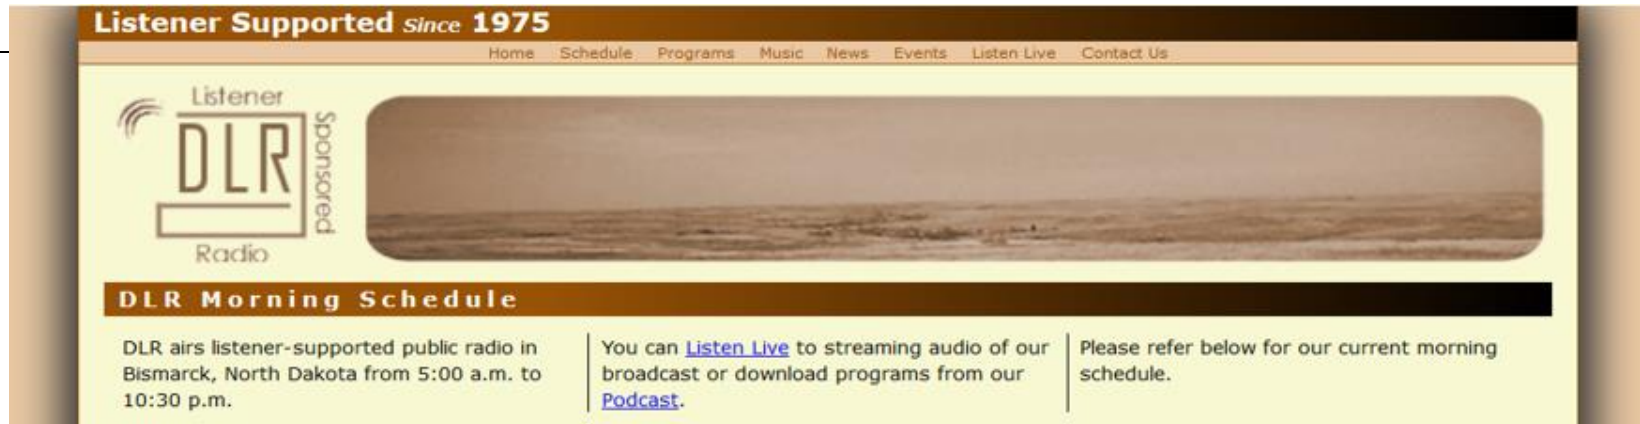 Listener Supported Since 1975
Home Schedule Programs Music News Events Listen Live Contact Us
Listener
DLR
Sponsored
Radio
DLR Morning Schedule
DLR airs listener-supported public radio in
Bismarck, North Dakota from 5:00 a.m. to
10:30 p.m.
You can Listen Live to streaming audio of our
broadcast or download programs from our
Podcast.
Please refer below for our current morning
schedule.